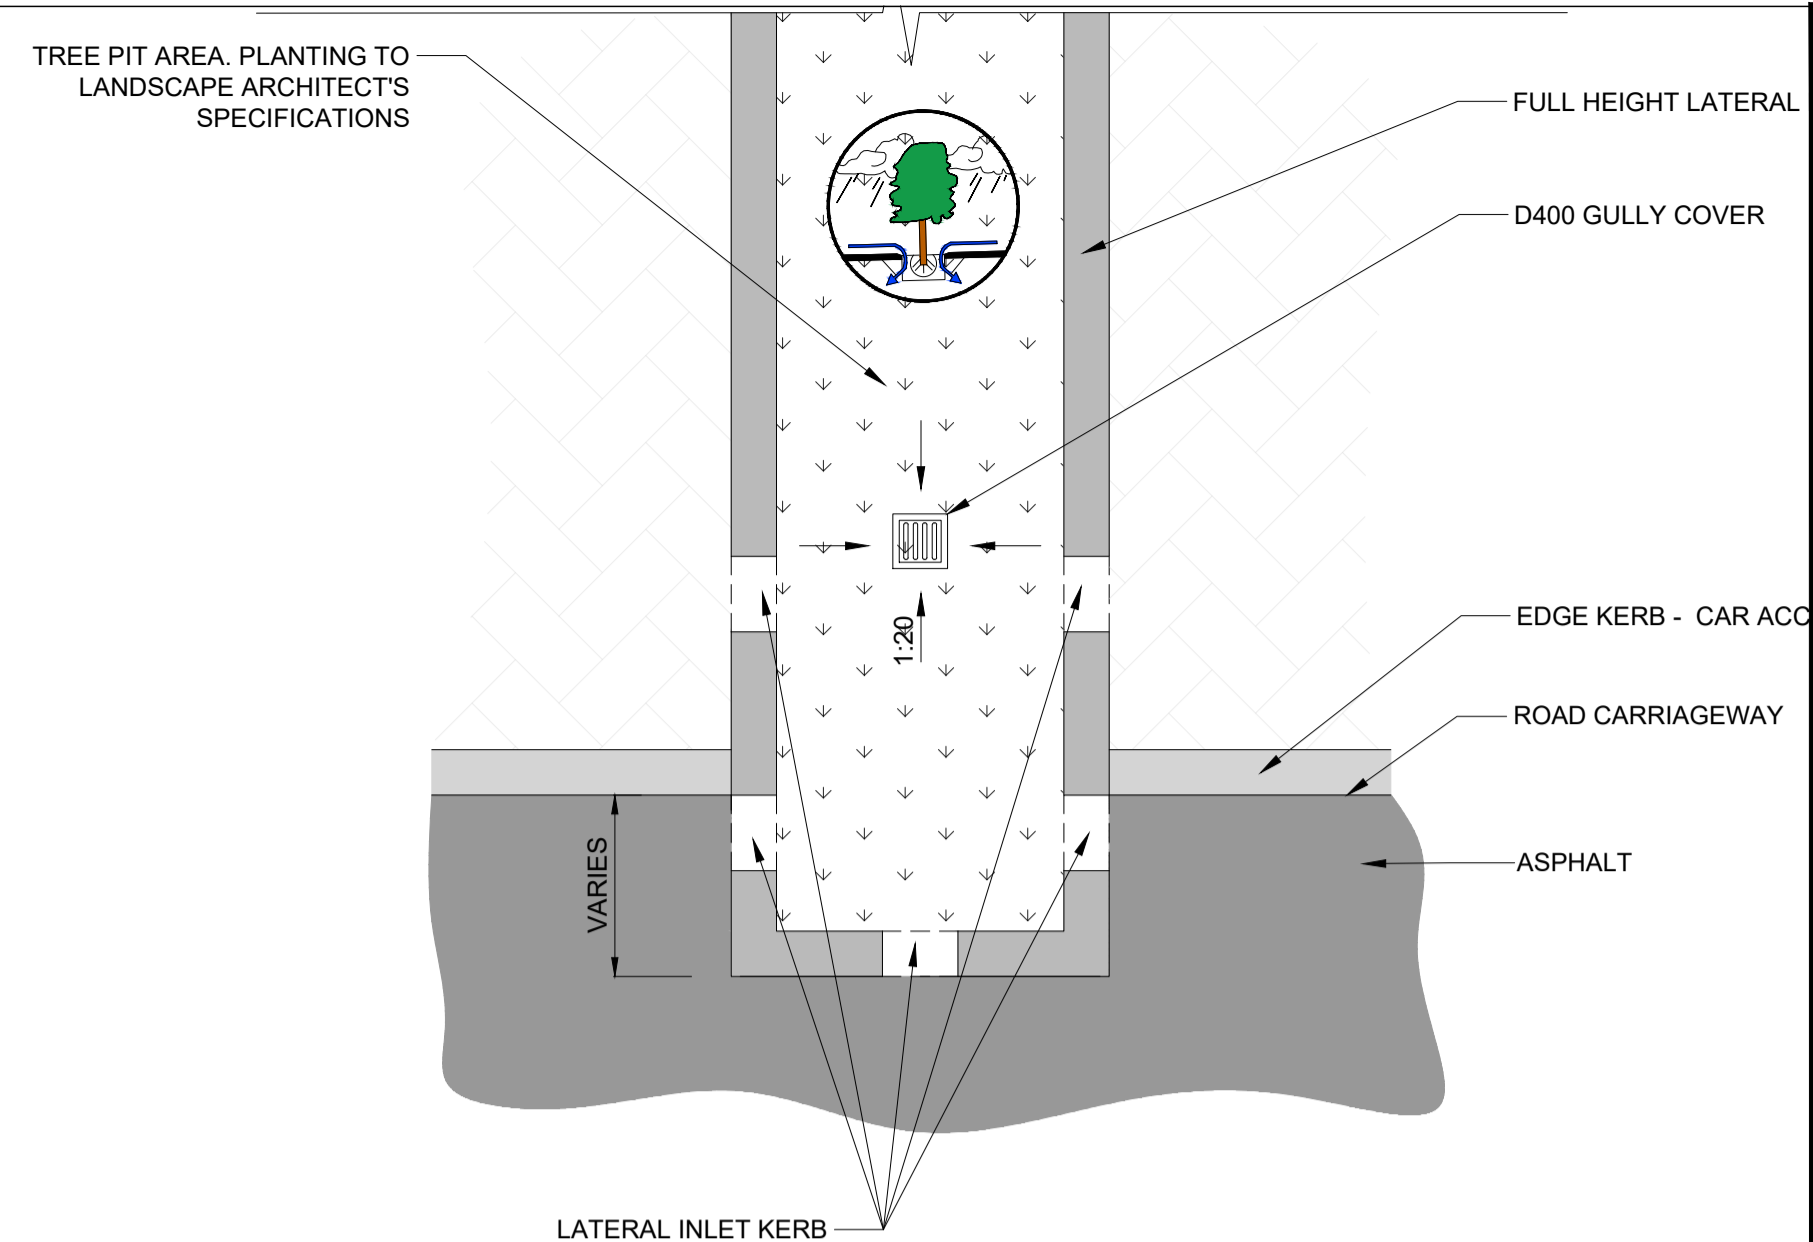 TREE PIT AREA. PLANTING TO
LANDSCAPE ARCHITECT'S
SPECIFICATIONS
FULL HEIGHT LATERAL
D400 GULLY COVER
1:20
EDGE KERB - CAR ACC
ROAD CARRIAGEWAY
VARIES
ASPHALT
LATERAL INLET KERB